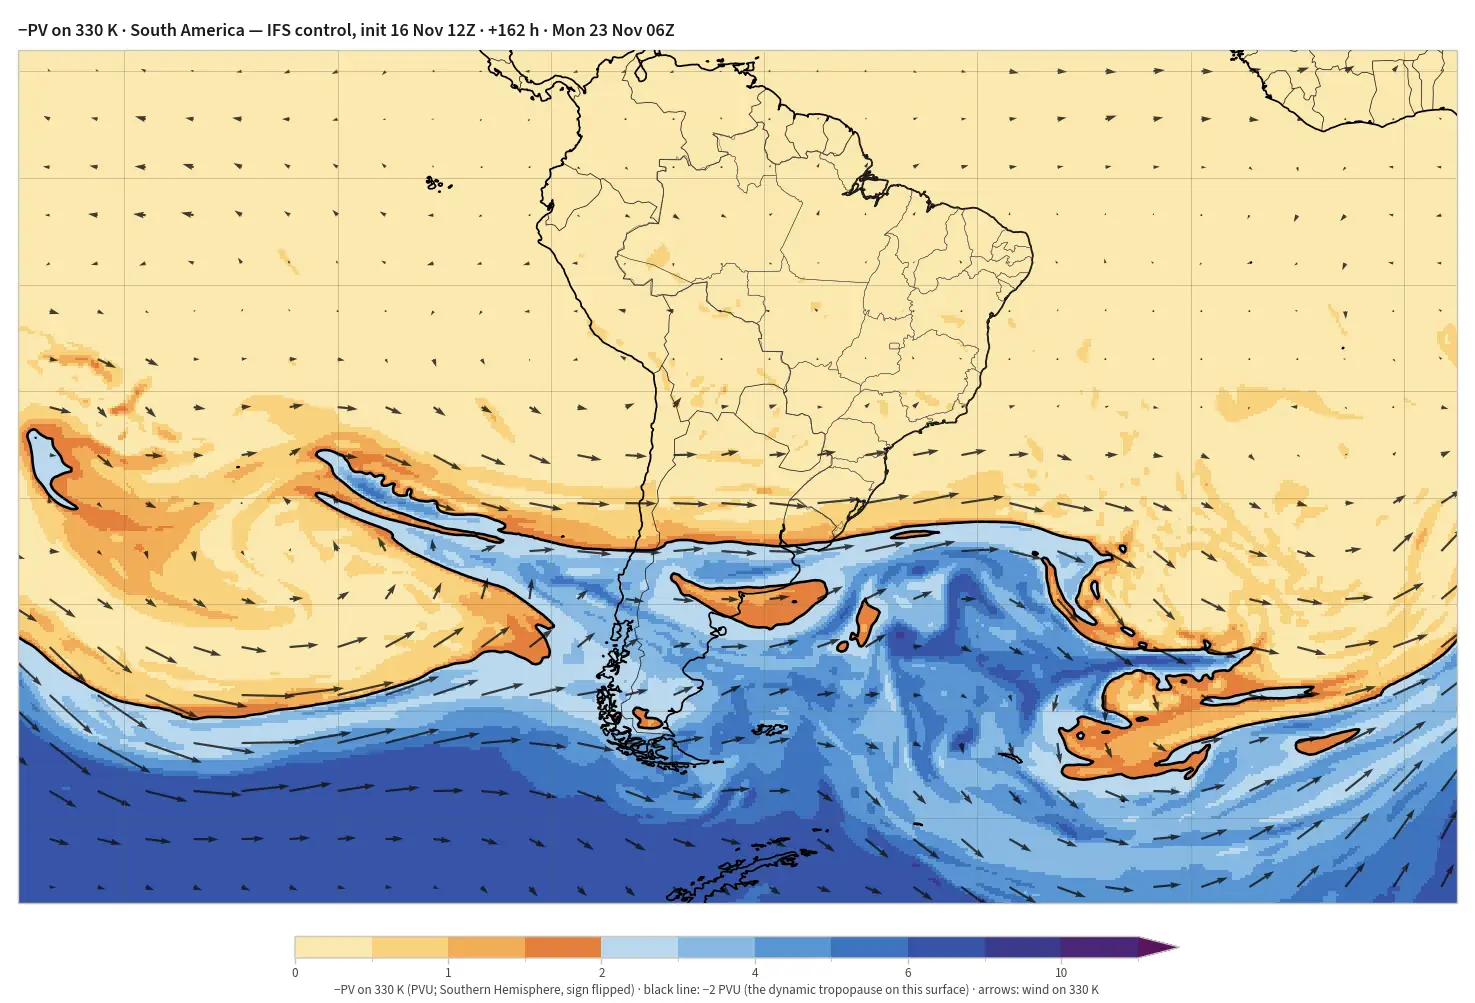 −PV on 330 K · South America — IFS control, init 16 Nov 12Z · +162 h · Mon 23 Nov 06Z
0 1 2 4 6 10
−PV on 330 K (PVU; Southern Hemisphere, sign flipped) · black line: −2 PVU (the dynamic tropopause on this surface) · arrows: wind on 330 K